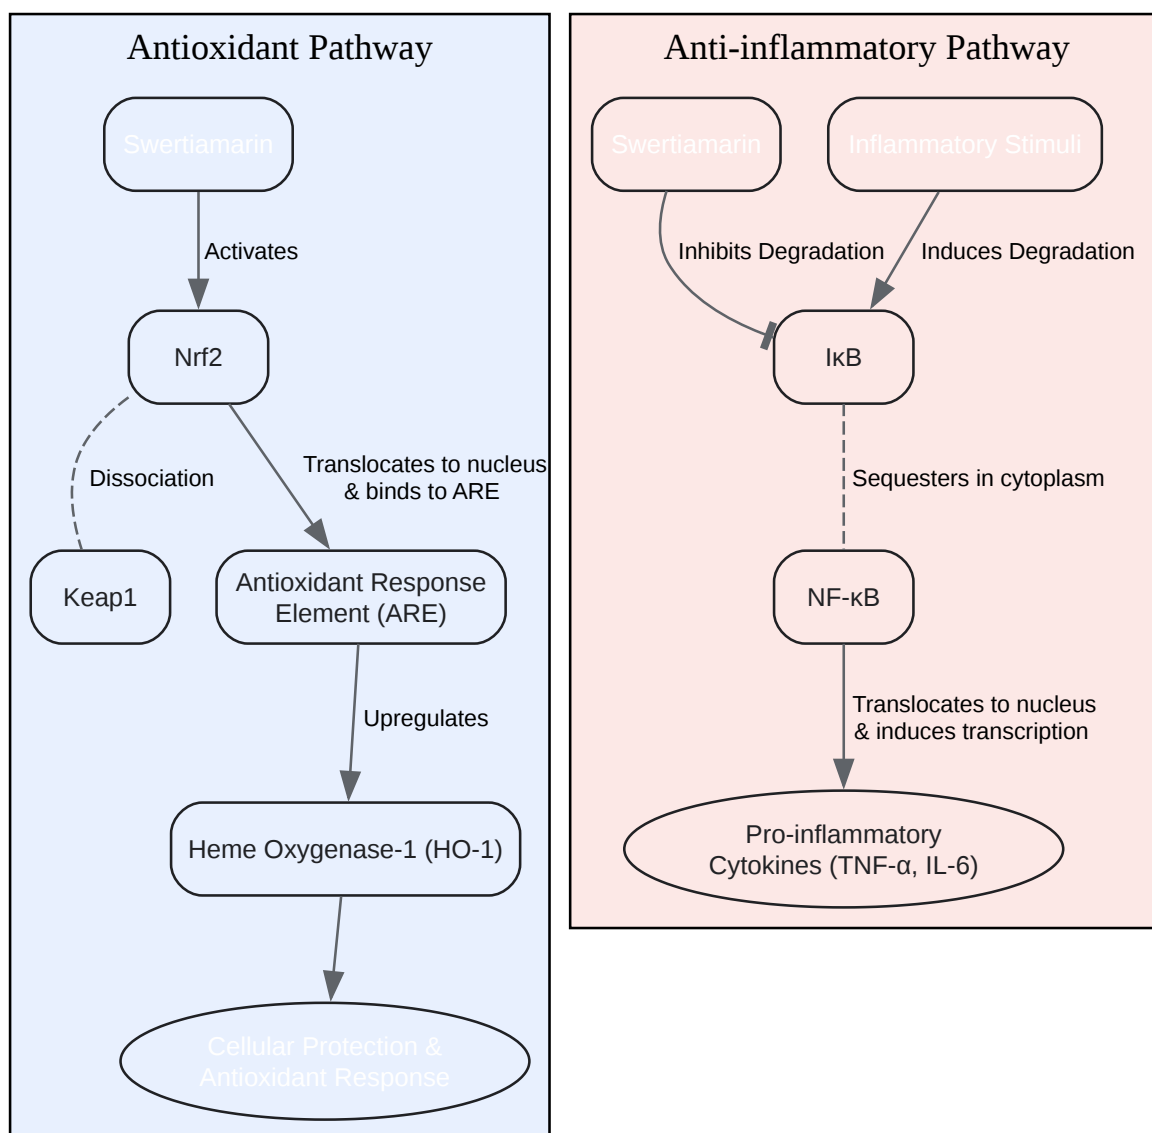 Antioxidant Pathway
Swertiamarin
Activates
Nrf2
Dissociation
Translocates to nucleus
& binds to ARE
Keap1
Antioxidant Response
Element (ARE)
Upregulates
Heme Oxygenase-1 (HO-1)
Cellular Protection &
Antioxidant Response
Anti-inflammatory Pathway
Swertiamarin
Inflammatory Stimuli
Inhibits Degradation
Induces Degradation
IκB
Sequesters in cytoplasm
NF-κB
Translocates to nucleus
& induces transcription
Pro-inflammatory
Cytokines (TNF-α, IL-6)